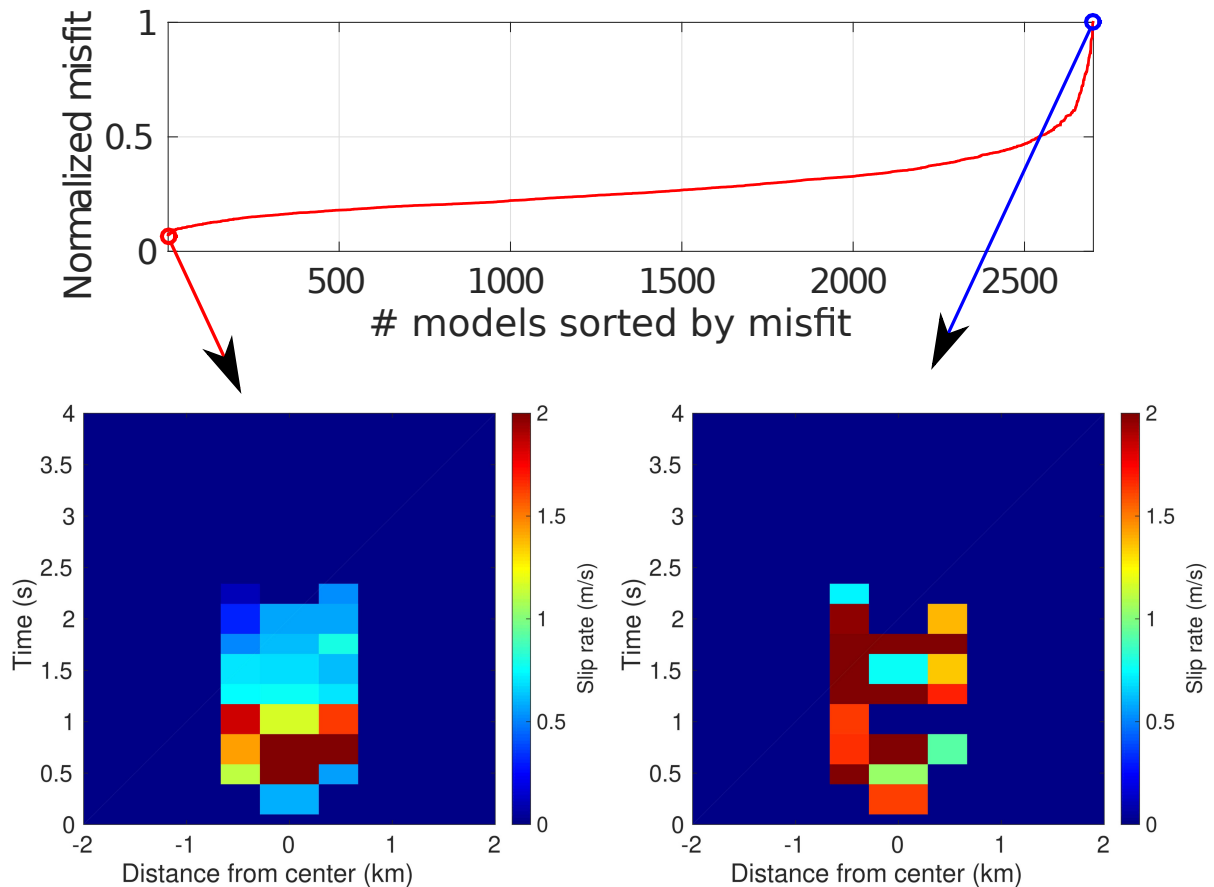 Normalized misfit
1
0.5
0
500 1000 1500 2000 2500
# models sorted by misfit
Time (s)
4
3.5
3
2.5
2
1.5
1
0.5
0
-2 -1 0 1 2
Distance from center (km)
2
1.5
1
0.5
0
Slip rate (m/s)
Time (s)
4
3.5
3
2.5
2
1.5
1
0.5
0
-2 -1 0 1 2
Distance from center (km)
2
1.5
1
0.5
0
Slip rate (m/s)